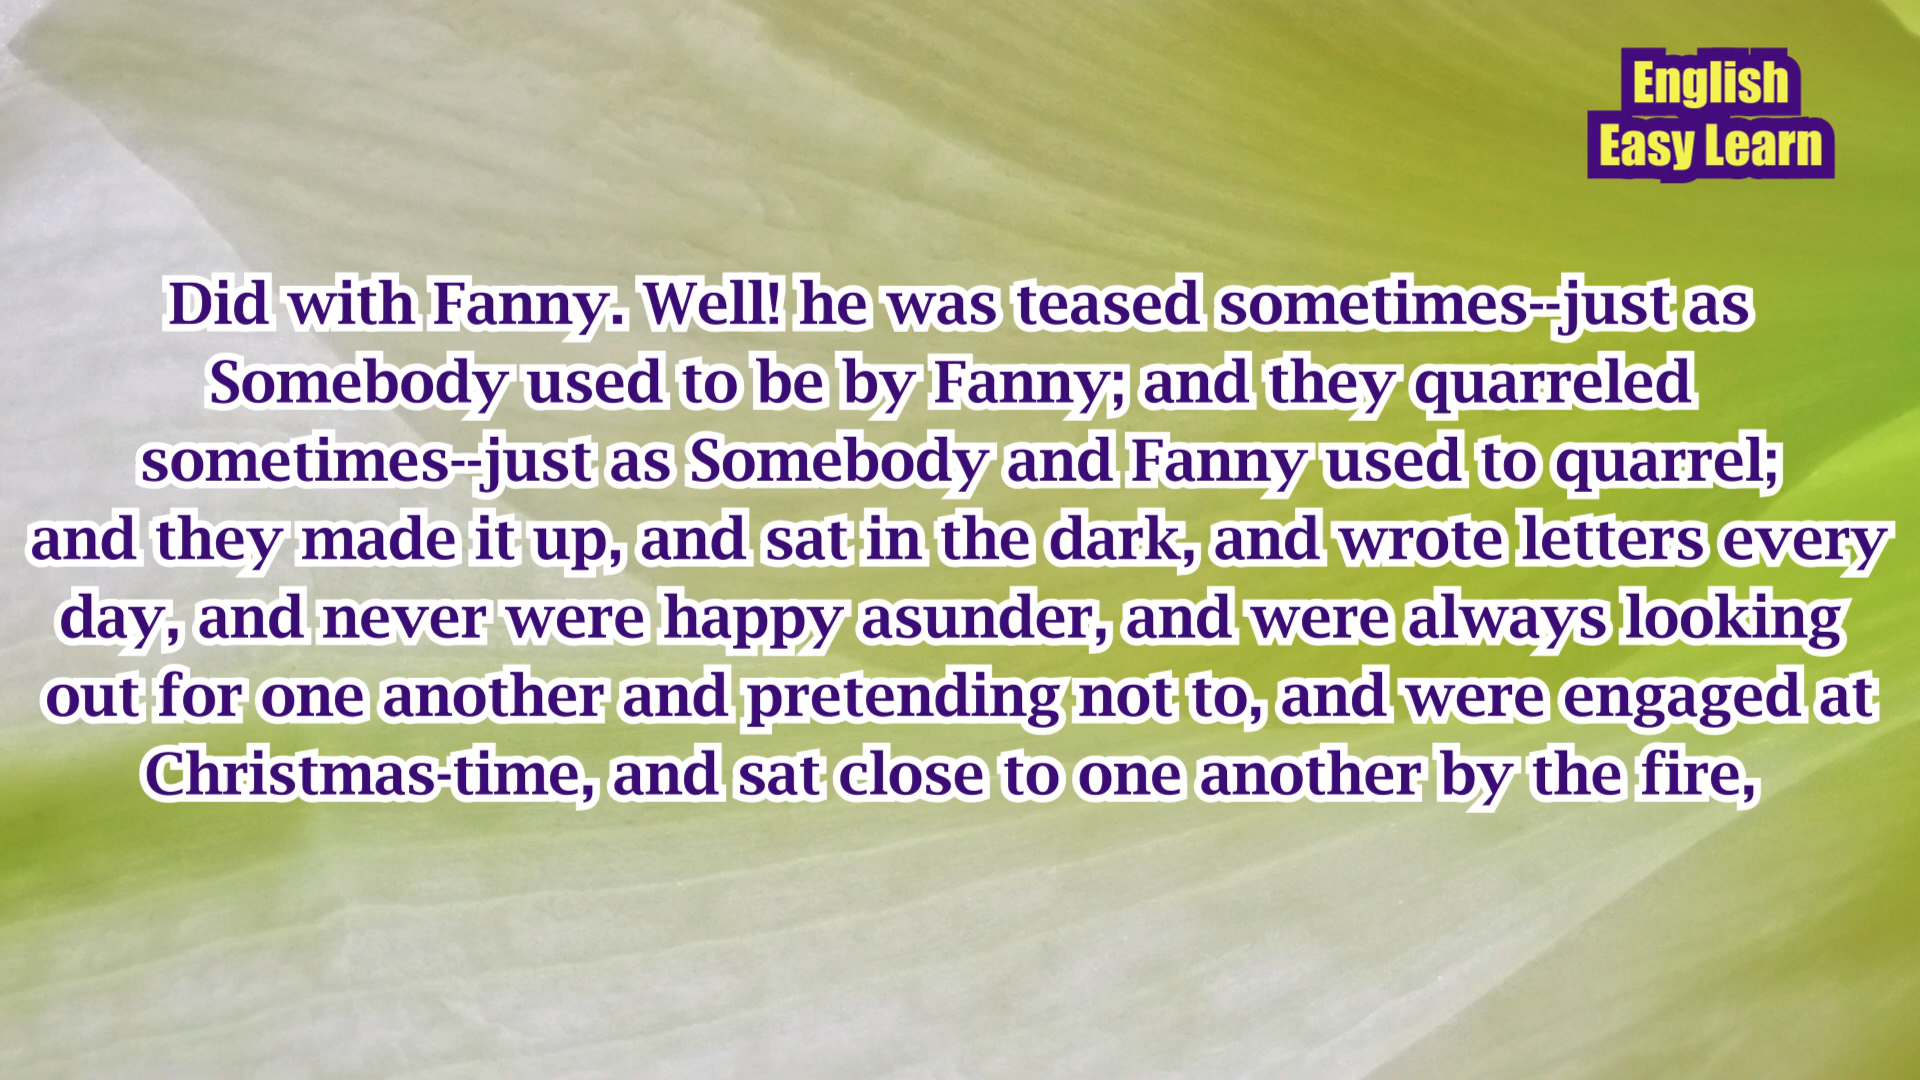 English
Easy Learn
Did with Fanny. Well! he was teased sometimes--just as
Somebody used to be by Fanny; and they quarreled
sometimes--just as Somebody and Fanny used to quarrel;
and they made it up, and sat in the dark, and wrote letters every
day, and never were happy asunder, and were always looking
out for one another and pretending not to, and were engaged at
Christmas-time, and sat close to one another by the fire,